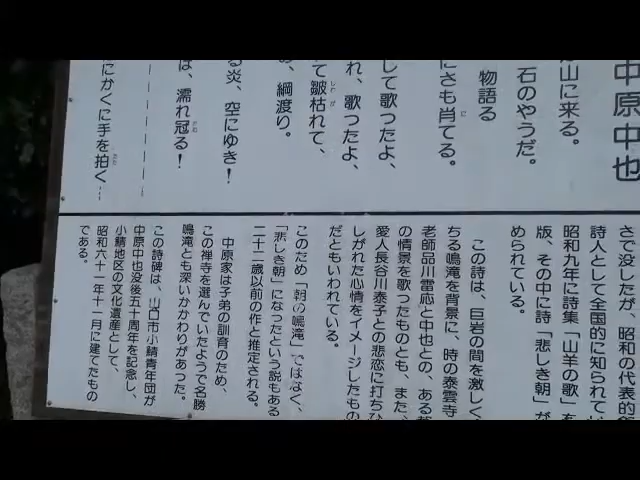 中原中也
山に来る。
石のやうだ。
物語る
にさも肖てる。
して歌つたよ、
れ、歌つたよ、
て皺枯れて、
、綱渡り。
る炎、空にゆき!
は、濡れ冠る!
にかくに手を拍く
さで没したが、昭和の代表的
詩人として全国的に知られて
昭和九年に詩集「山羊の歌」を
版、その中に詩「悲しき朝」が
められている。
この詩は、巨岩の間を激しく
ちる鳴滝を背景に、時の泰雲寺
老師品川雷応と中也との、ある
の情景を歌ったものとも、また、
愛人長谷川泰子との悲恋に打ちひ
しがれた心情をイメージしたもの
だともいわれている。
このため「朝の鳴滝」ではなく、
「悲しき朝」になったという説もある
二十二歳以前の作と推定される。
中原家は子弟の訓育のため、
この禅寺を選んでいたようで名勝
鳴滝とも深いかかわりがあった。
この詩碑は、山口市小鯖青年団が
中原中也没後五十周年を記念し、
小鯖地区の文化遺産として、
昭和六十一年十一月に建てたもの
である。